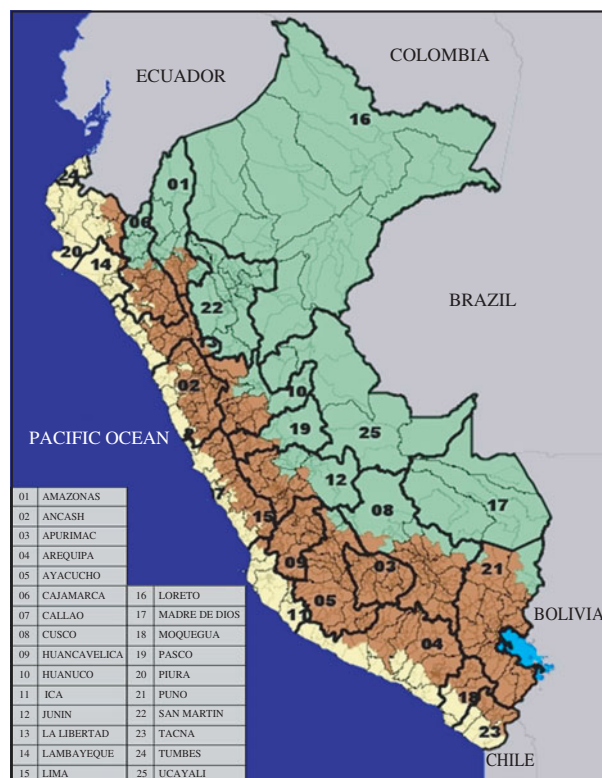 COLOMBIA
ECUADOR
16
01
24
06
20
14
BRAZIL
22
13
02
10
PACIFIC OCEAN
19
25
12
17
7
08
15
21
09
03
05
11
BOLIVIA
04
18
23
CHILE
01 AMAZONAS
02 ANCASH
03 APURIMAC
04 AREQUIPA
05 AYACUCHO
06 CAJAMARCA
07 CALLAO
08 CUSCO
09 HUANCAVELICA
10 HUANUCO
11 ICA
12 JUNIN
13 LA LIBERTAD
14 LAMBAYEQUE
15 LIMA
16 LORETO
17 MADRE DE DIOS
18 MOQUEGUA
19 PASCO
20 PIURA
21 PUNO
22 SAN MARTIN
23 TACNA
24 TUMBES
25 UCAYALI